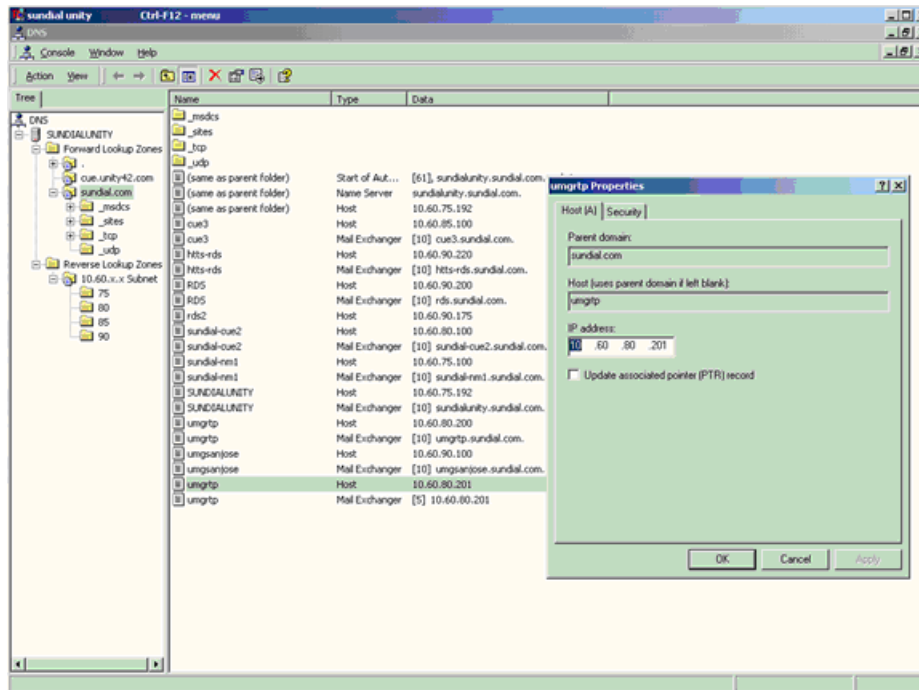 sundial unity Ctrl-F12 - menu
DNS
Console Window Help
Action View
Tree
Name Type Data
DNS
SUNDIALUNITY
Forward Lookup Zones
.
cue.unity42.com
sundial.com
_msdcs
_sites
_tcp
_udp
Reverse Lookup Zones
10.60.x.x Subnet
75
80
85
90
_msdcs
_sites
_tcp
_udp
(same as parent folder) Start of Aut... [61], sundialunity.sundial.com.
(same as parent folder) Name Server sundialunity.sundial.com.
(same as parent folder) Host 10.60.75.192
cue3 Host 10.60.85.100
cue3 Mail Exchanger [10] cue3.sundial.com.
htts-rds Host 10.60.90.220
htts-rds Mail Exchanger [10] htts-rds.sundial.com.
RDS Host 10.60.90.200
RDS Mail Exchanger [10] rds.sundial.com.
rds2 Host 10.60.90.175
sundial-cue2 Host 10.60.80.100
sundial-cue2 Mail Exchanger [10] sundial-cue2.sundial.com.
sundial-nm1 Host 10.60.75.100
sundial-nm1 Mail Exchanger [10] sundial-nm1.sundial.com.
SUNDIALUNITY Host 10.60.75.192
SUNDIALUNITY Mail Exchanger [10] sundialunity.sundial.com.
umgrtp Host 10.60.80.200
umgrtp Mail Exchanger [10] umgrtp.sundial.com.
umgsanjose Host 10.60.90.100
umgsanjose Mail Exchanger [10] umgsanjose.sundial.com.
umgrtp Host 10.60.80.201
umgrtp Mail Exchanger [5] 10.60.80.201
umgrtp Properties
Host (A) Security
Parent domain:
sundial.com
Host (uses parent domain if left blank):
umgrtp
IP address:
10 .60 .80 .201
Update associated pointer (PTR) record
OK Cancel Apply